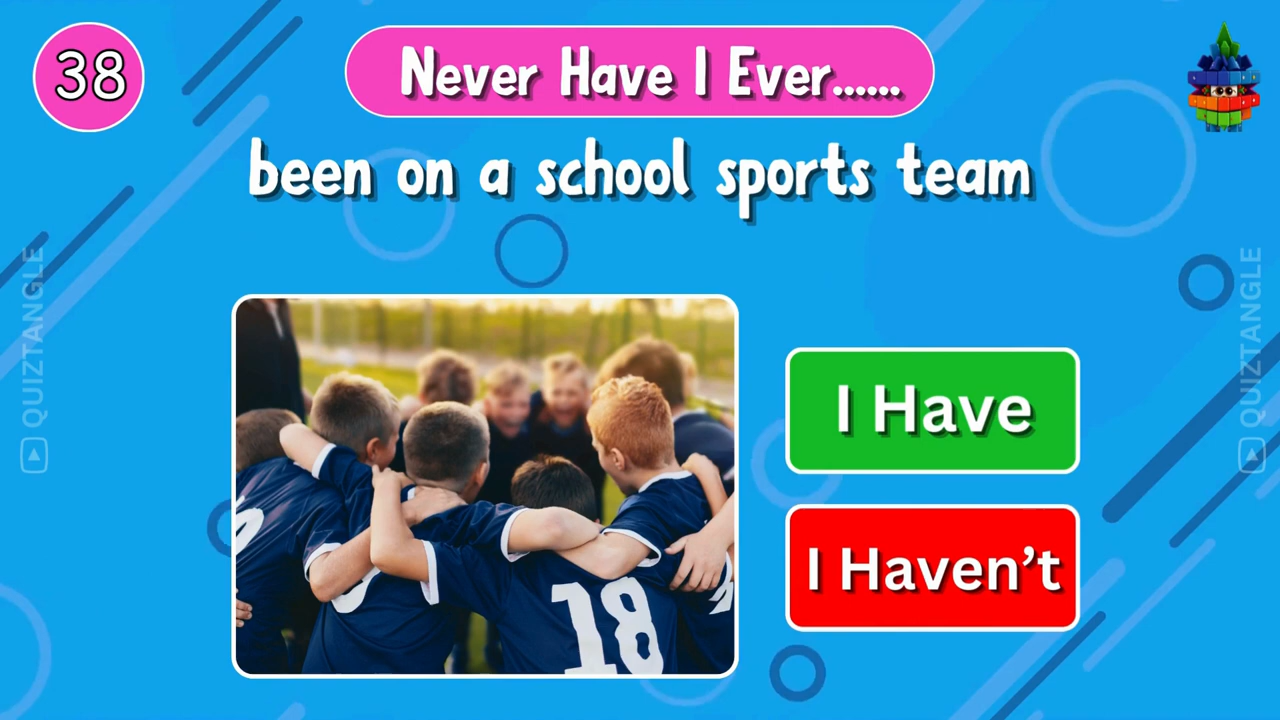 38
Never Have I Ever......
been on a school sports team
I Have
I Haven't
18
QUIZTANGLE
QUIZTANGLE